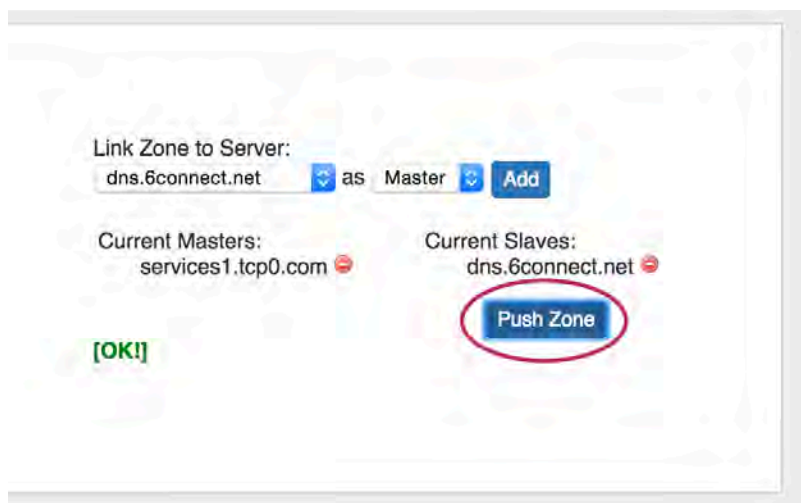 Link Zone to Server:
dns.6connect.net as Master Add
Current Masters: Current Slaves:
services1.tcp0.com dns.6connect.net
Push Zone
[OK!]